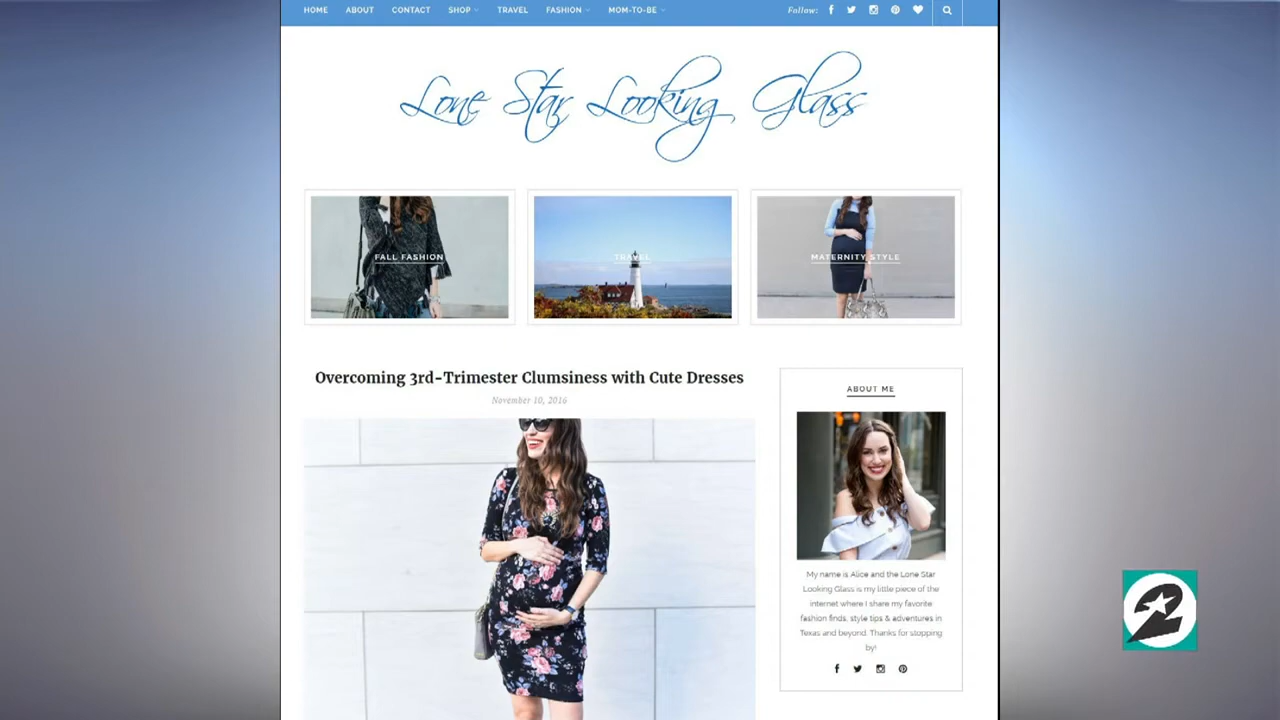 HOME ABOUT CONTACT SHOP TRAVEL FASHION MOM-TO-BE Follow:
Lone Star Looking Glass
FALL FASHION
TRAVEL
MATERNITY STYLE
Overcoming 3rd-Trimester Clumsiness with Cute Dresses
November 10, 2016
ABOUT ME
My name is Alice and the Lone Star
Looking Glass is my little piece of the
internet where I share my favorite
fashion finds, style tips & adventures in
Texas and beyond. Thanks for stopping
by!
2